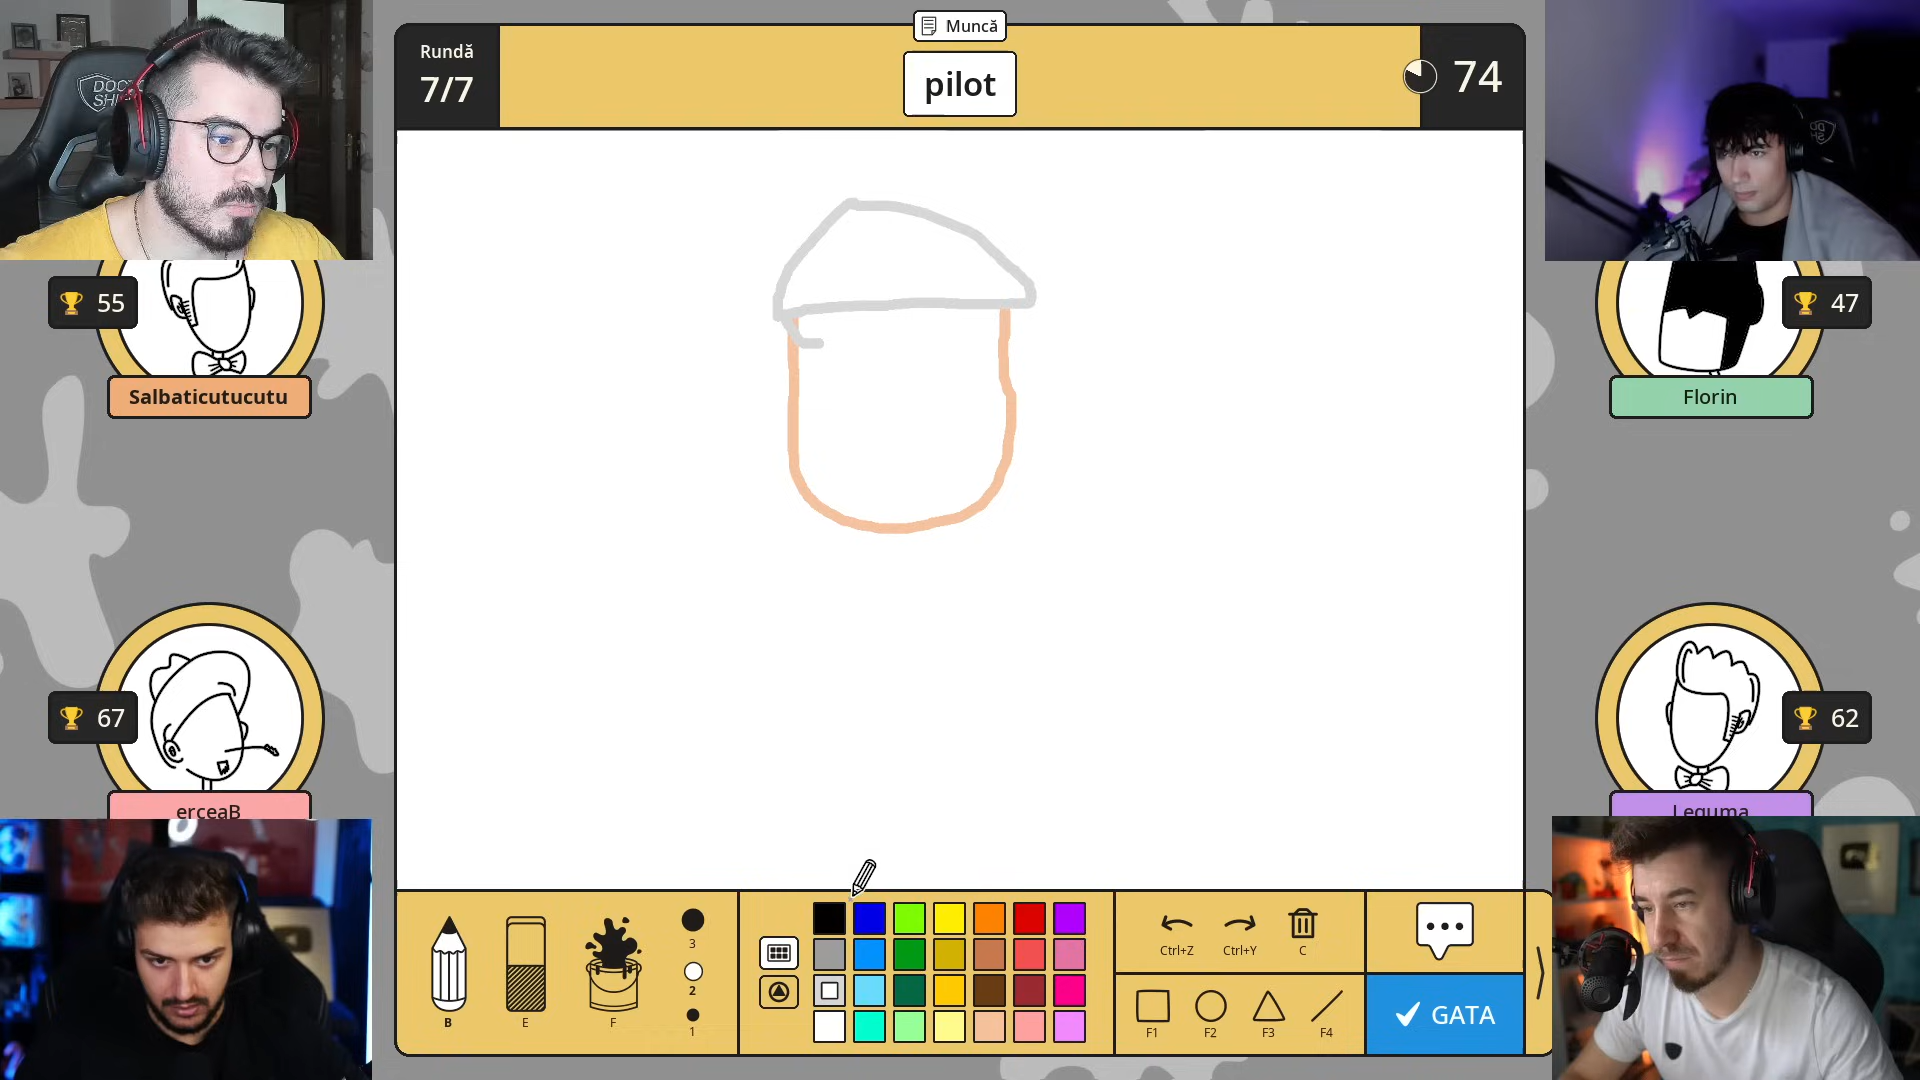 Muncă
Rundă
7/7
pilot
74
55
Salbaticutucutu
47
Florin
67
erceaB
62
Leguma
B
E
F
3
2
1
Ctrl+Z
Ctrl+Y
C
F1
F2
F3
F4
GATA